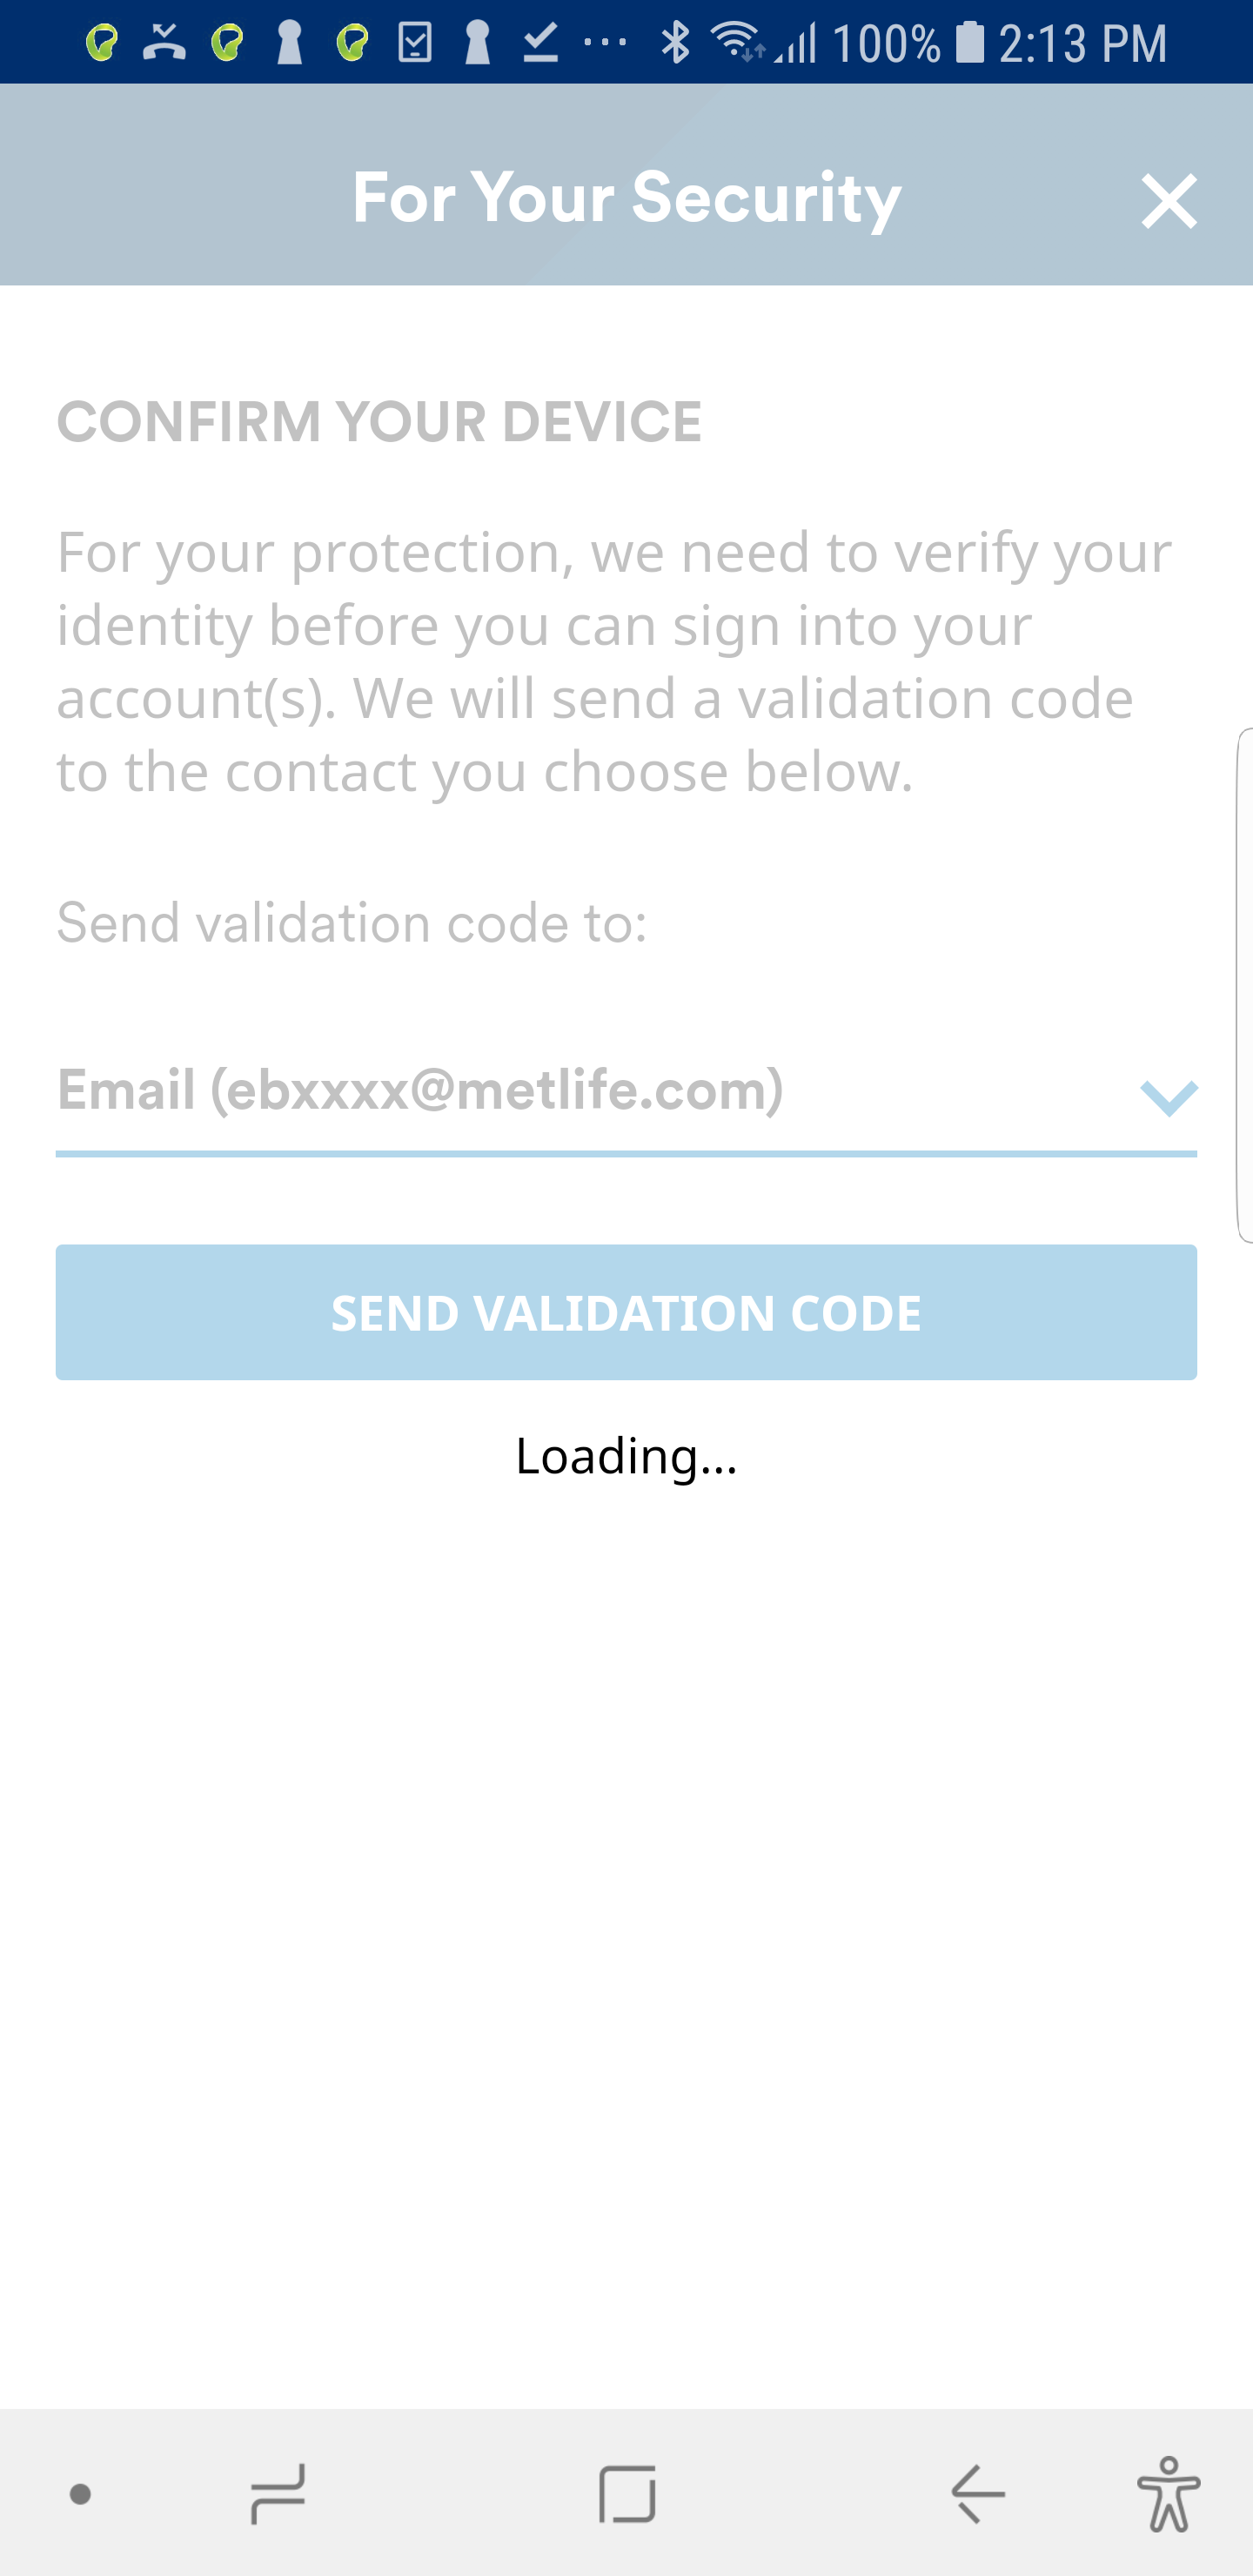 100% 2:13 PM
For Your Security
CONFIRM YOUR DEVICE
For your protection, we need to verify your
identity before you can sign into your
account(s). We will send a validation code
to the contact you choose below.
Send validation code to:
Email (ebxxxx@metlife.com)
SEND VALIDATION CODE
Loading...